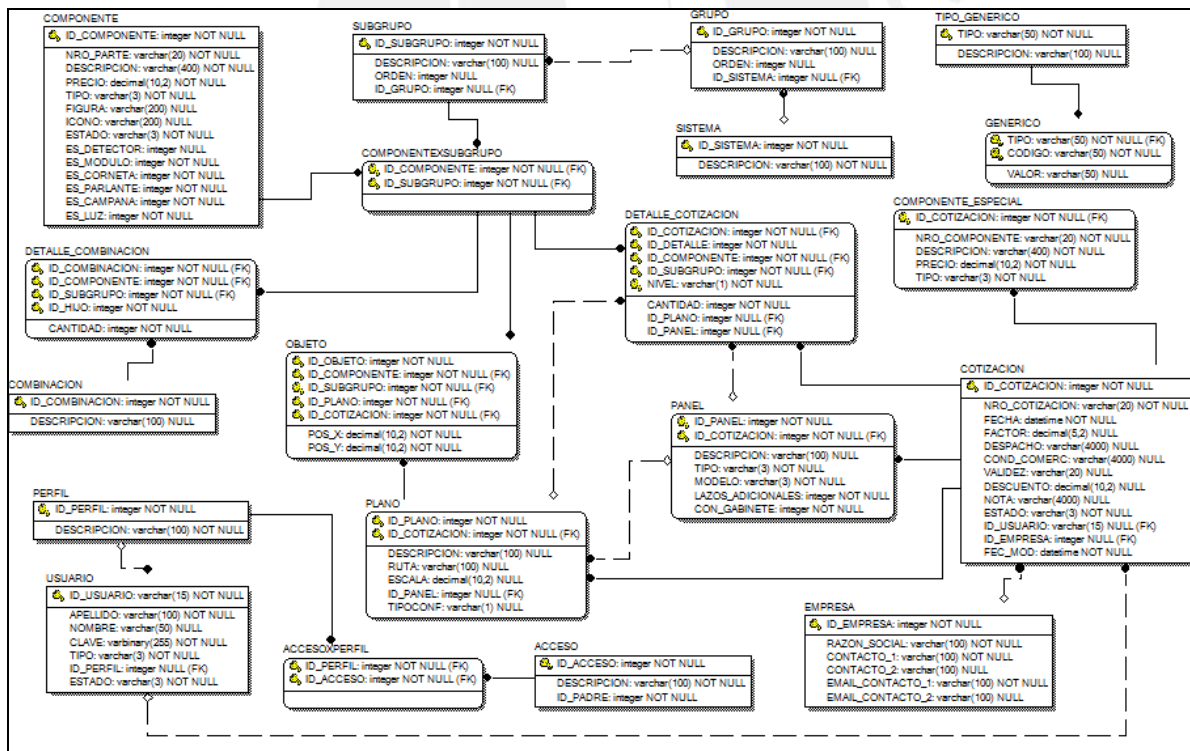 COMPONENTE
ID_COMPONENTE: integer NOT NULL
NRO_PARTE: varchar(20) NOT NULL
DESCRIPCION: varchar(400) NOT NULL
PRECIO: decimal(10,2) NOT NULL
TIPO: varchar(3) NOT NULL
FIGURA: varchar(200) NULL
ICONO: varchar(200) NULL
ESTADO: varchar(3) NOT NULL
ES_DETECTOR: integer NULL
ES_MODULO: integer NOT NULL
ES_CORNETA: integer NOT NULL
ES_PARLANTE: integer NOT NULL
ES_CAMPANA: integer NOT NULL
ES_LUZ: integer NOT NULL
SUBGRUPO
ID_SUBGRUPO: integer NOT NULL
DESCRIPCION: varchar(100) NOT NULL
ORDEN: integer NULL
ID_GRUPO: integer NULL (FK)
GRUPO
ID_GRUPO: integer NOT NULL
DESCRIPCION: varchar(100) NOT NULL
ORDEN: integer NULL
ID_SISTEMA: integer NULL (FK)
TIPO_GENERICO
TIPO: varchar(50) NOT NULL
DESCRIPCION: varchar(100) NOT NULL
SISTEMA
ID_SISTEMA: integer NOT NULL
DESCRIPCION: varchar(100) NOT NULL
GENERICO
TIPO: varchar(50) NOT NULL (FK)
CODIGO: varchar(50) NOT NULL
VALOR: varchar(50) NULL
COMPONENTEXSUBGRUPO
ID_COMPONENTE: integer NOT NULL (FK)
ID_SUBGRUPO: integer NOT NULL (FK)
DETALLE_COTIZACION
ID_COTIZACION: integer NOT NULL (FK)
ID_DETALLE: integer NOT NULL
ID_COMPONENTE: integer NOT NULL (FK)
ID_SUBGRUPO: integer NOT NULL (FK)
NIVEL: varchar(1) NOT NULL
CANTIDAD: integer NOT NULL
ID_PLANO: integer NULL (FK)
ID_PANEL: integer NULL (FK)
COMPONENTE_ESPECIAL
ID_COTIZACION: integer NOT NULL (FK)
NRO_COMPONENTE: varchar(20) NOT NULL
DESCRIPCION: varchar(400) NOT NULL
PRECIO: decimal(10,2) NOT NULL
TIPO: varchar(3) NOT NULL
DETALLE_COMBINACION
ID_COMBINACION: integer NOT NULL (FK)
ID_COMPONENTE: integer NOT NULL (FK)
ID_SUBGRUPO: integer NOT NULL (FK)
ID_HIJO: integer NOT NULL
CANTIDAD: integer NOT NULL
OBJETO
ID_OBJETO: integer NOT NULL
ID_COMPONENTE: integer NOT NULL (FK)
ID_SUBGRUPO: integer NOT NULL (FK)
ID_PLANO: integer NOT NULL (FK)
ID_COTIZACION: integer NOT NULL (FK)
POS_X: decimal(10,2) NOT NULL
POS_Y: decimal(10,2) NOT NULL
COMBINACION
ID_COMBINACION: integer NOT NULL
DESCRIPCION: varchar(100) NULL
COTIZACION
ID_COTIZACION: integer NOT NULL
NRO_COTIZACION: varchar(20) NOT NULL
FECHA: datetime NOT NULL
FACTOR: decimal(5,2) NOT NULL
DESPACHO: varchar(4000) NULL
COND_COMERC: varchar(4000) NULL
VALIDEZ: varchar(20) NULL
DESCUENTO: decimal(10,2) NULL
NOTA: varchar(4000) NULL
ESTADO: varchar(3) NOT NULL
ID_USUARIO: varchar(15) NULL (FK)
ID_EMPRESA: integer NULL (FK)
FEC_MOD: datetime NOT NULL
PANEL
ID_PANEL: integer NOT NULL
ID_COTIZACION: integer NOT NULL (FK)
DESCRIPCION: varchar(100) NULL
TIPO: varchar(3) NOT NULL
MODELO: varchar(3) NOT NULL
LAZOS_ADICIONALES: integer NOT NULL
CON_GABINETE: integer NOT NULL
PERFIL
ID_PERFIL: integer NOT NULL
DESCRIPCION: varchar(100) NOT NULL
PLANO
ID_PLANO: integer NOT NULL
ID_COTIZACION: integer NOT NULL (FK)
DESCRIPCION: varchar(100) NULL
RUTA: varchar(100) NULL
ESCALA: decimal(10,2) NULL
ID_PANEL: integer NULL (FK)
TIPOCONF: varchar(1) NULL
USUARIO
ID_USUARIO: varchar(15) NOT NULL
APELLIDO: varchar(100) NOT NULL
NOMBRE: varchar(50) NULL
CLAVE: varbinary(255) NOT NULL
TIPO: varchar(3) NOT NULL
ID_PERFIL: integer NULL (FK)
ESTADO: varchar(3) NOT NULL
EMPRESA
ID_EMPRESA: integer NOT NULL
RAZON_SOCIAL: varchar(100) NOT NULL
CONTACTO_1: varchar(100) NOT NULL
CONTACTO_2: varchar(100) NULL
EMAIL_CONTACTO_1: varchar(100) NOT NULL
EMAIL_CONTACTO_2: varchar(100) NULL
ACCESOXPERFIL
ID_PERFIL: integer NOT NULL (FK)
ID_ACCESO: integer NOT NULL (FK)
ACCESO
ID_ACCESO: integer NOT NULL
DESCRIPCION: varchar(100) NOT NULL
ID_PADRE: integer NOT NULL